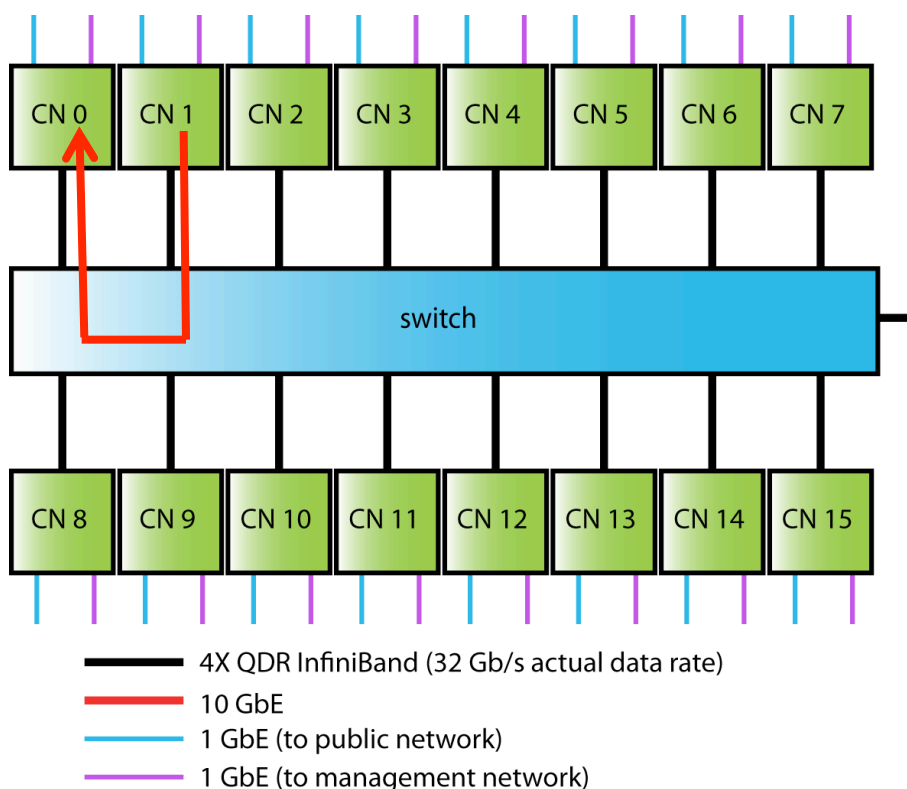 CN 0 CN 1 CN 2 CN 3 CN 4 CN 5 CN 6 CN 7
switch
CN 8 CN 9 CN 10 CN 11 CN 12 CN 13 CN 14 CN 15
4X QDR InfiniBand (32 Gb/s actual data rate)
10 GbE
1 GbE (to public network)
1 GbE (to management network)